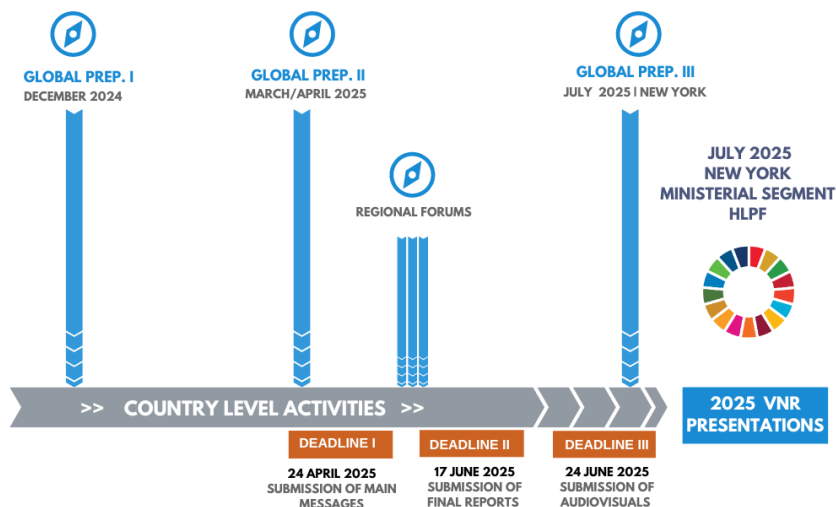 GLOBAL PREP. I
DECEMBER 2024
GLOBAL PREP. II
MARCH/APRIL 2025
GLOBAL PREP. III
JULY 2025 | NEW YORK
REGIONAL FORUMS
JULY 2025
NEW YORK
MINISTERIAL SEGMENT
HLPF
>> COUNTRY LEVEL ACTIVITIES >>
2025 VNR
PRESENTATIONS
DEADLINE I
24 APRIL 2025
SUBMISSION OF MAIN
MESSAGES
DEADLINE II
17 JUNE 2025
SUBMISSION OF
FINAL REPORTS
DEADLINE III
24 JUNE 2025
SUBMISSION OF
AUDIOVISUALS